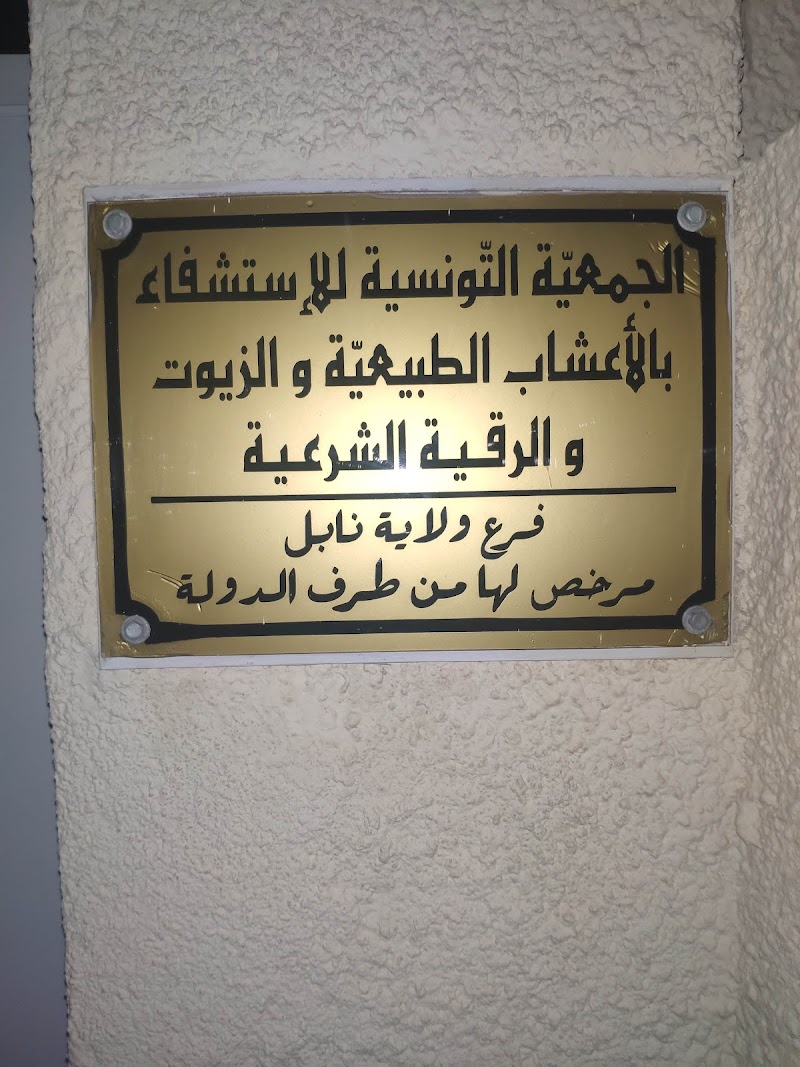 الجمعيّة التّونسية للإستشفاء
بالأعشاب الطبيعيّة و الزيوت
و الرقية الشرعية
فرع ولاية نابل
مرخص لها من طرف الدولة